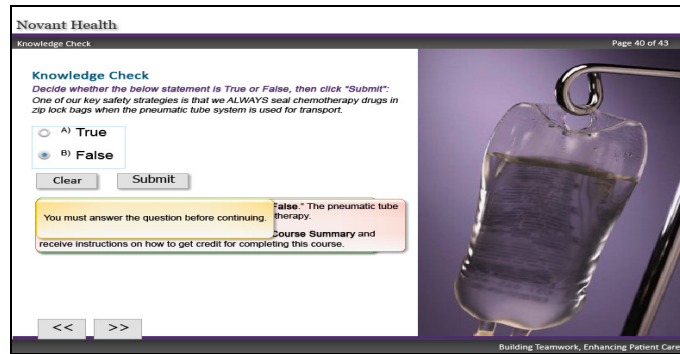 Novant Health
Knowledge Check
Page 40 of 43
Knowledge Check
Decide whether the below statement is True or False, then click "Submit":
One of our key safety strategies is that we ALWAYS seal chemotherapy drugs in
zip lock bags when the pneumatic tube system is used for transport.
A) True
B) False
Clear
Submit
You must answer the question before continuing.
False." The pneumatic tube
therapy.
Course Summary and
receive instructions on how to get credit for completing this course.
<<
>>
Building Teamwork, Enhancing Patient Care